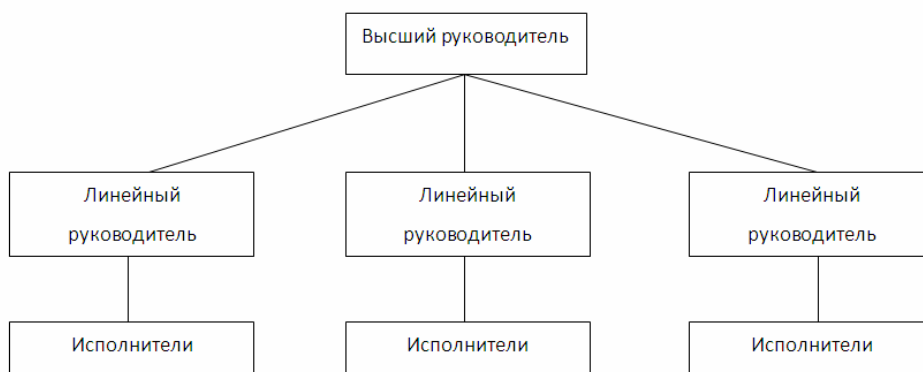 Высший руководитель
Линейный
руководитель
Линейный
руководитель
Линейный
руководитель
Исполнители
Исполнители
Исполнители